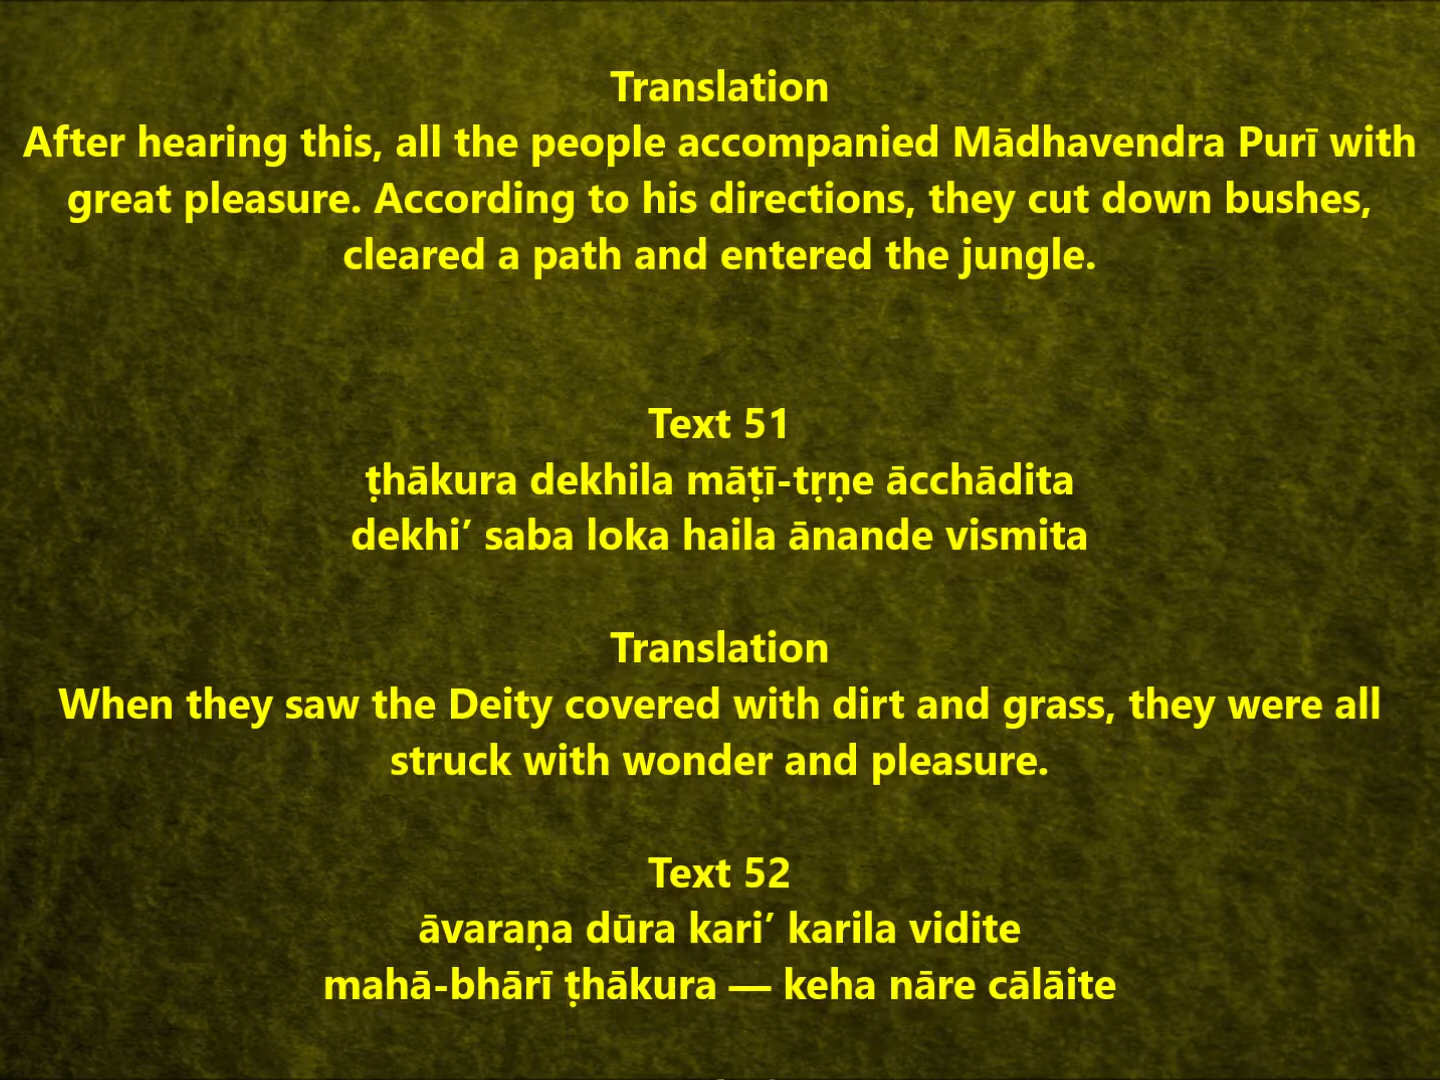 Translation
After hearing this, all the people accompanied Mādhavendra Purī with
great pleasure. According to his directions, they cut down bushes,
cleared a path and entered the jungle.
Text 51
ṭhākura dekhila māṭī-tṛṇe ācchādita
dekhi’ saba loka haila ānande vismita
Translation
When they saw the Deity covered with dirt and grass, they were all
struck with wonder and pleasure.
Text 52
āvaraṇa dūra kari’ karila vidite
mahā-bhārī ṭhākura — keha nāre cālāite